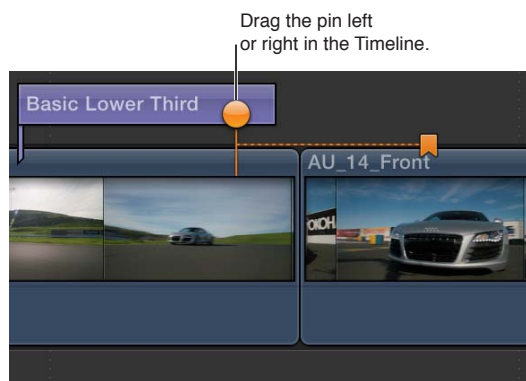 Drag the pin left
or right in the Timeline.
Basic Lower Third
AU_14_Front